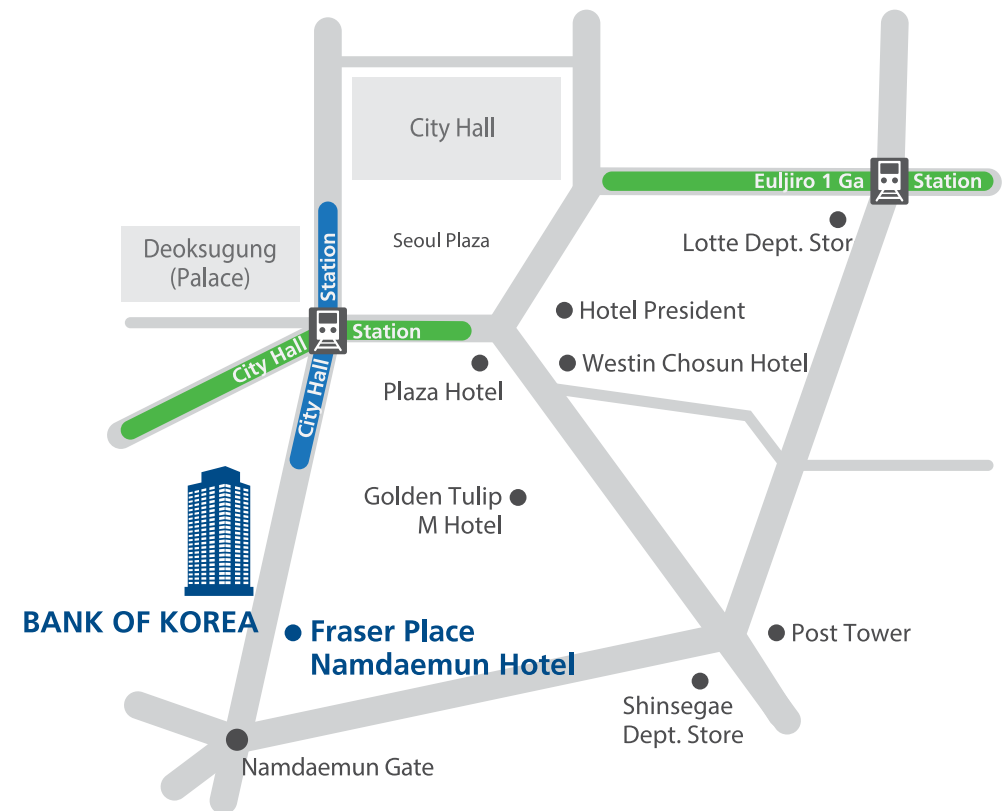 City Hall
Euljiro 1 Ga Station
Station
Seoul Plaza
Lotte Dept. Stor
Deoksugung
(Palace)
Hotel President
Station
City Hall
City Hall
Westin Chosun Hotel
Plaza Hotel
Golden Tulip
M Hotel
BANK OF KOREA
Fraser Place
Namdaemun Hotel
Post Tower
Shinsegae
Dept. Store
Namdaemun Gate